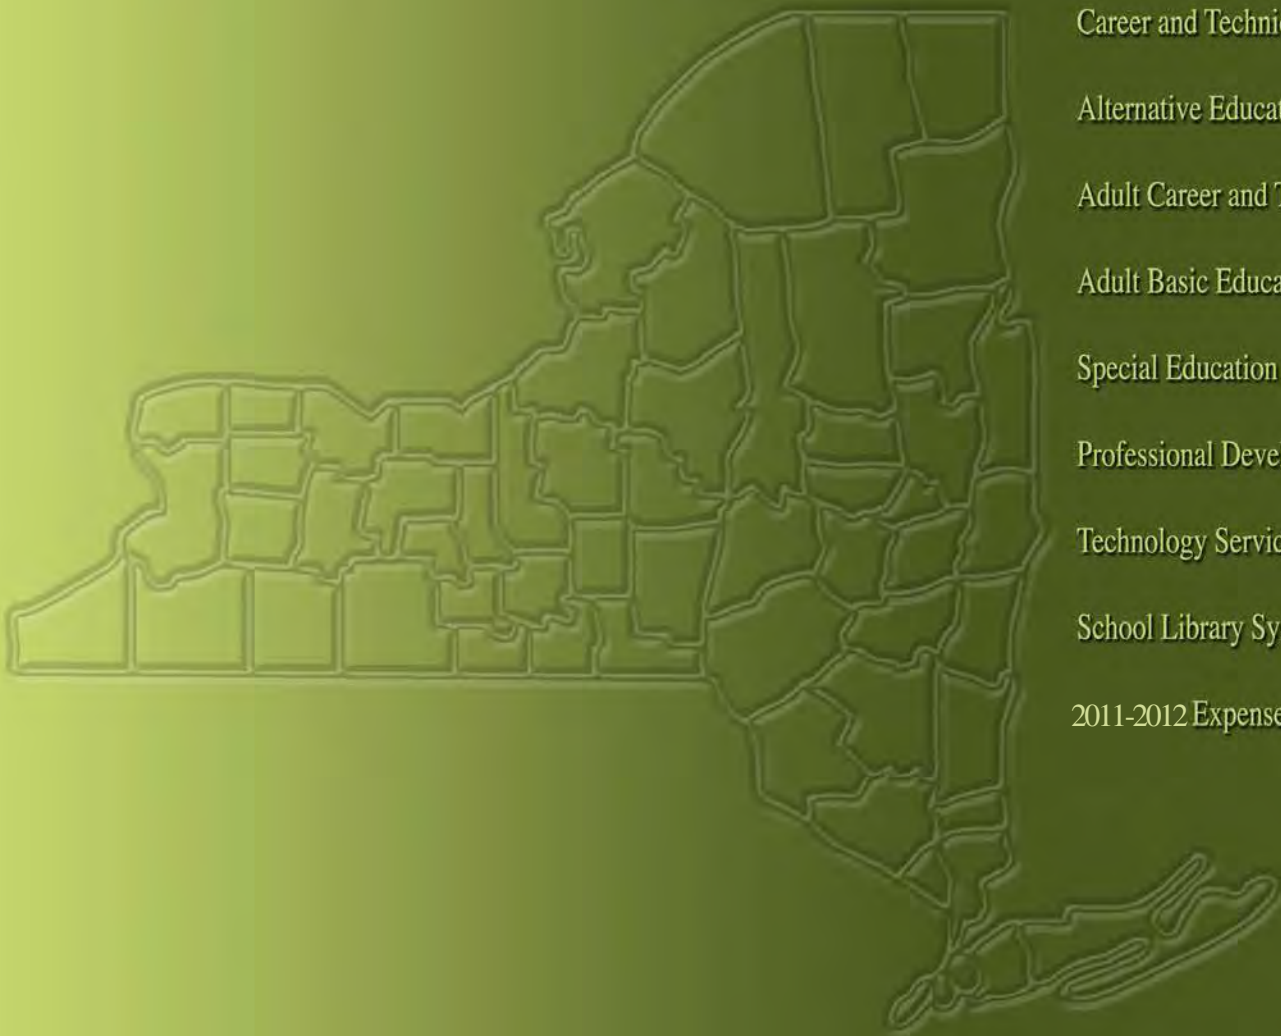 Career and Techni
Alternative Educat
Adult Career and T
Adult Basic Educa
Special Education
Professional Deve
Technology Servic
School Library Sy
2011-2012 Expense